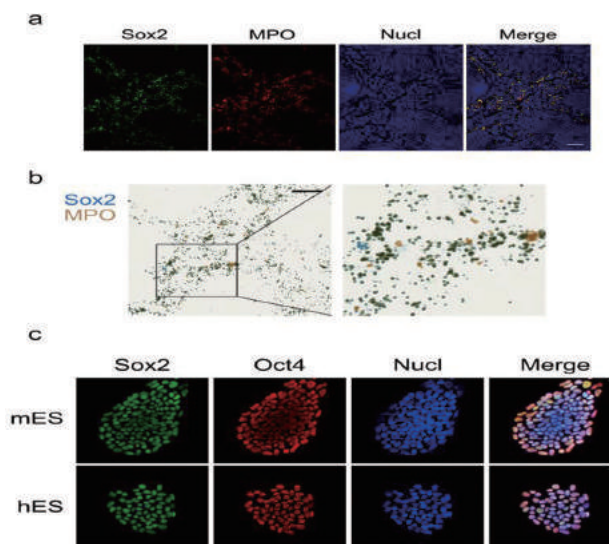 a
Sox2 MPO Nucl Merge
b
Sox2
MPO
c
Sox2 Oct4 Nucl Merge
mES
hES